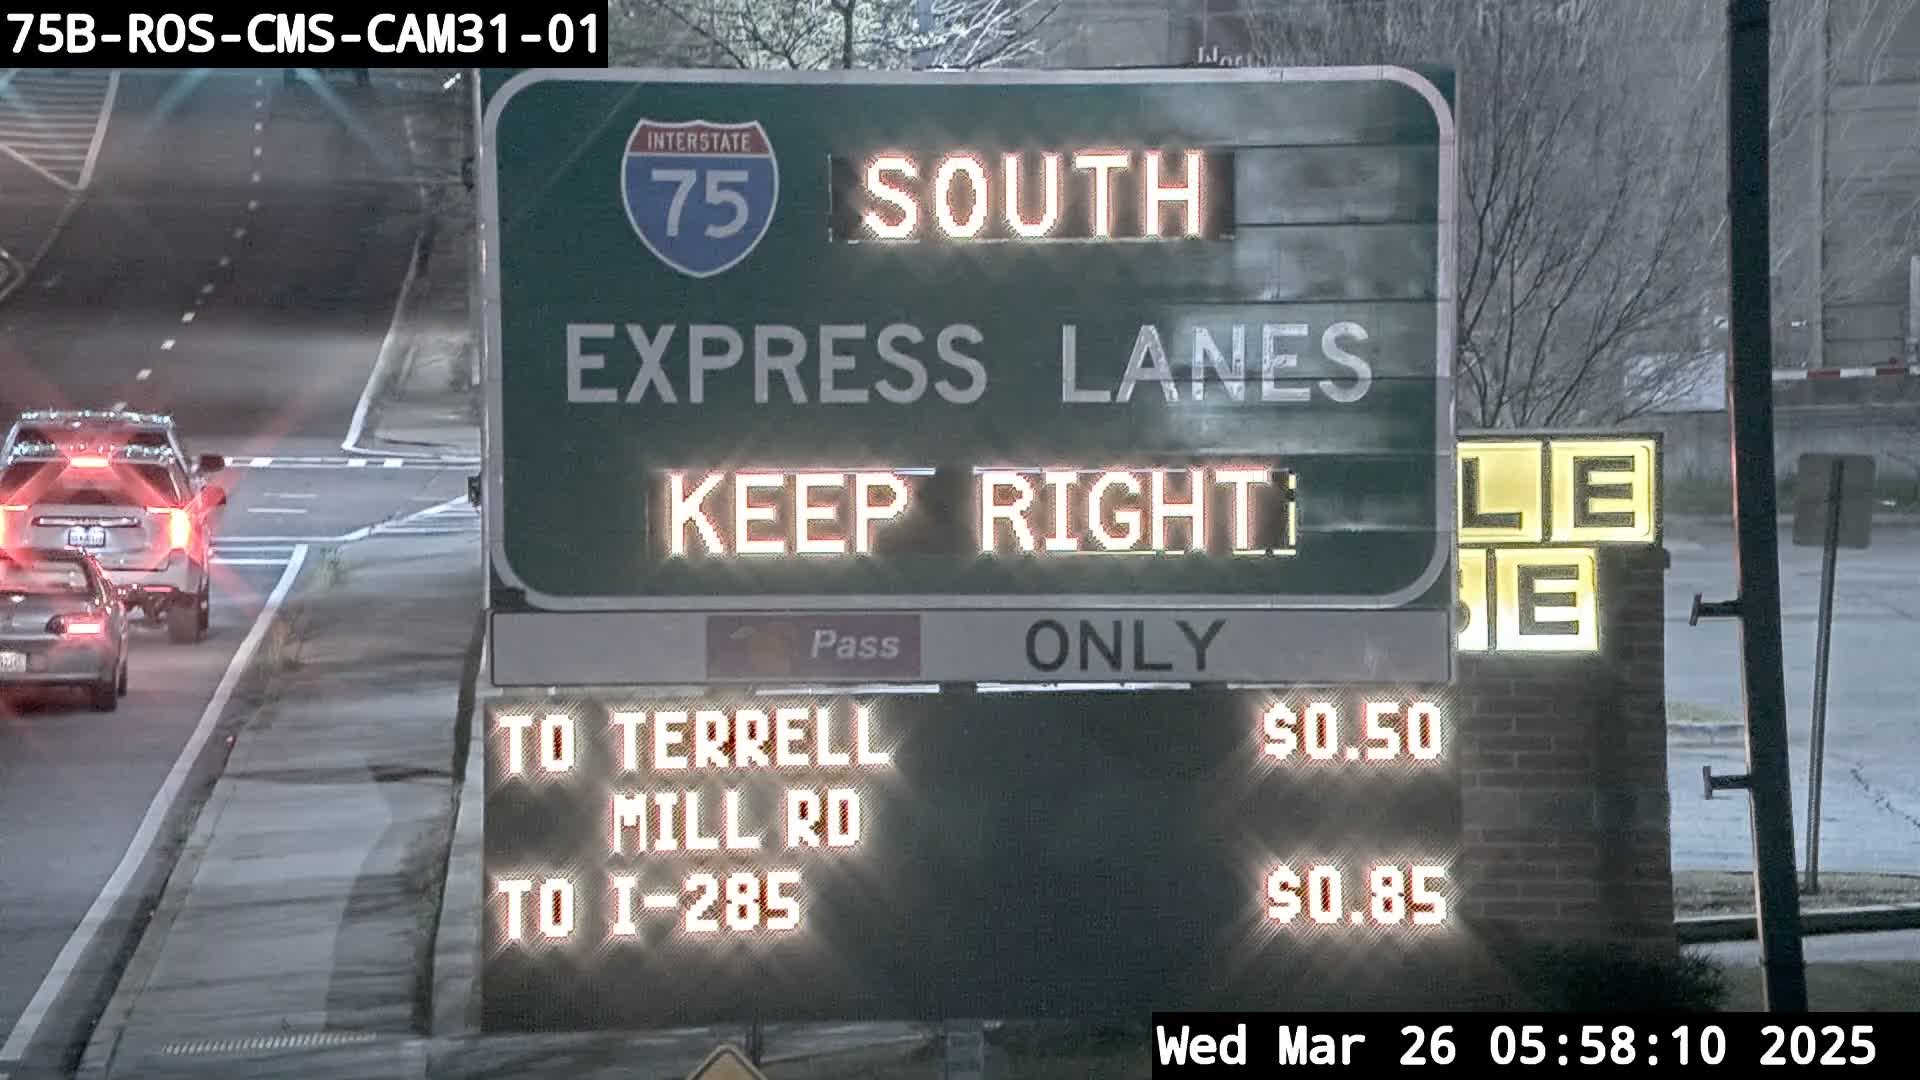 75B-ROS-CMS-CAM31-01
Road
INTERSTATE
75
SOUTH
EXPRESS LANES
KEEP RIGHT
LE
E
Pass ONLY
TO TERRELL $0.50
MILL RD
TO I-285 $0.85
Wed Mar 26 05:58:10 2025